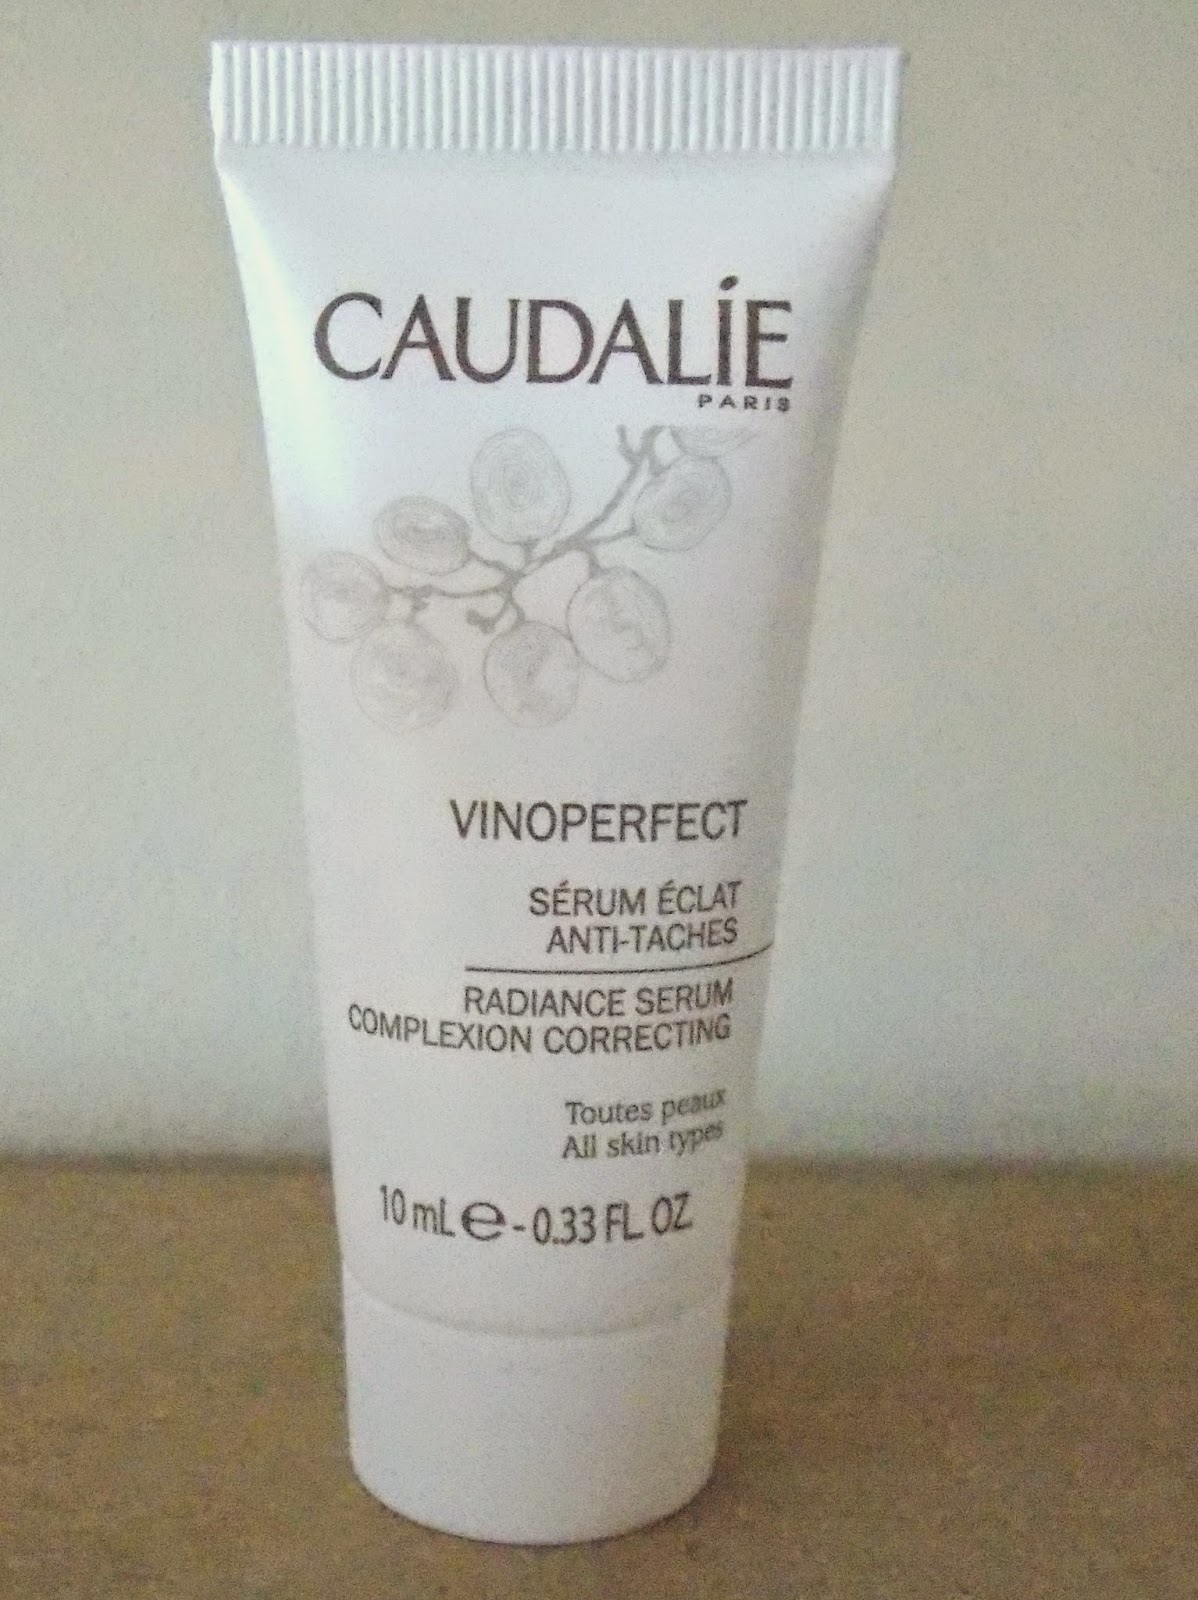 CAUDALÍE
PARIS
VINOPERFECT
SÉRUM ÉCLAT
ANTI-TACHES
RADIANCE SERUM
COMPLEXION CORRECTING
Toutes peaux
All skin types
10 mL ℮ - 0.33 FL. OZ